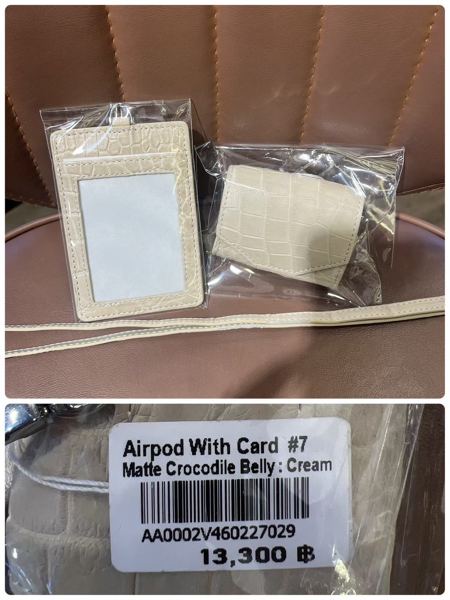 Airpod With Card #7
Matte Crocodile Belly : Cream
AA0002V460227029
13,300 ฿